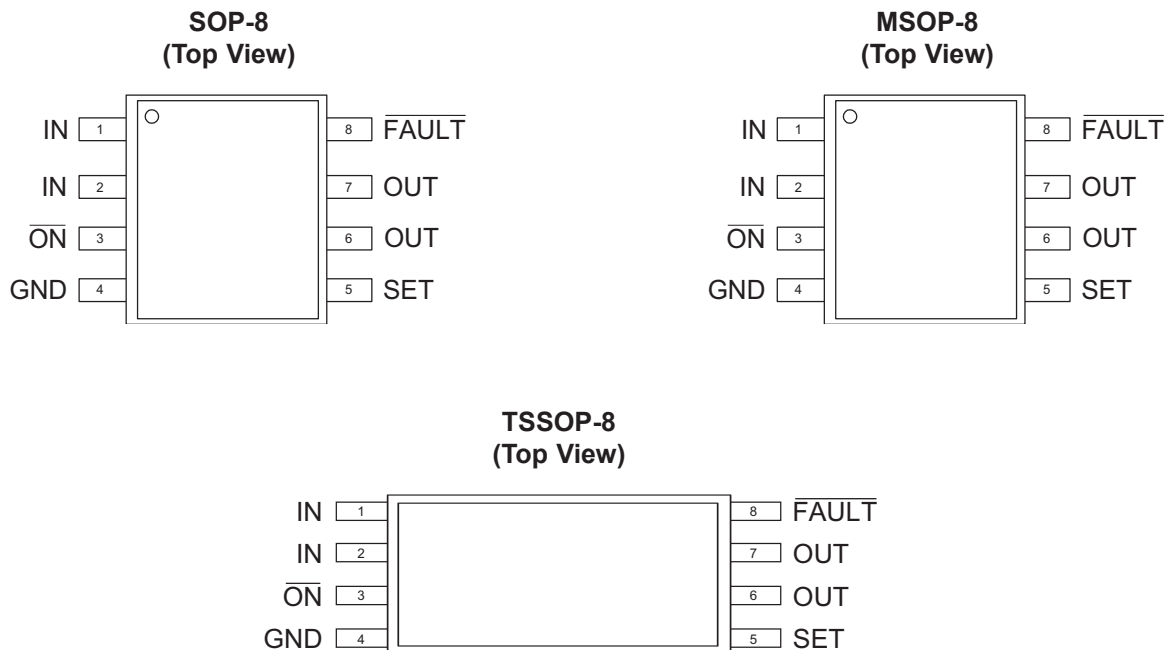 SOP-8
(Top View)
IN 1 8 FAULT
IN 2 7 OUT
ON 3 6 OUT
GND 4 5 SET
MSOP-8
(Top View)
IN 1 8 FAULT
IN 2 7 OUT
ON 3 6 OUT
GND 4 5 SET
TSSOP-8
(Top View)
IN 1 8 FAULT
IN 2 7 OUT
ON 3 6 OUT
GND 4 5 SET